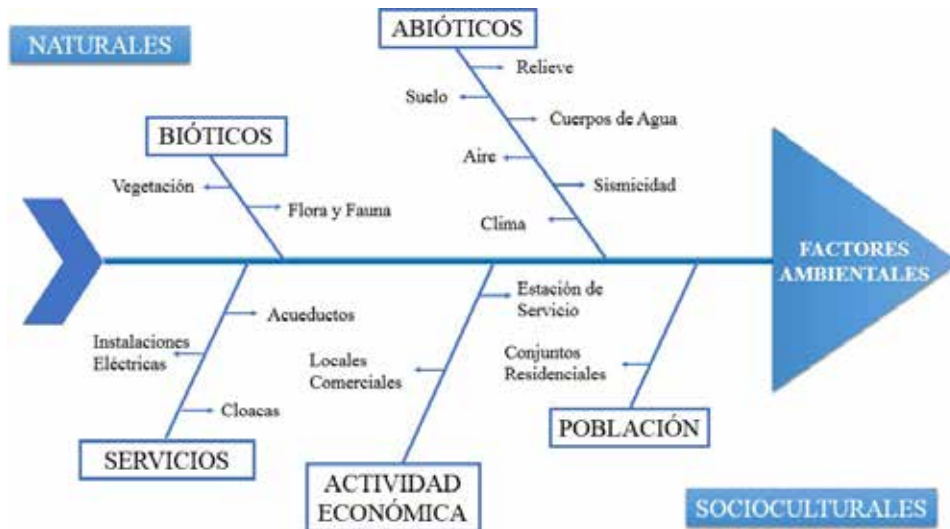 NATURALES
ABIÓTICOS
Relieve
Suelo
Cuerpos de Agua
Aire
Sismicidad
Clima
BIÓTICOS
Vegetación
Flora y Fauna
FACTORES
AMBIENTALES
Acueductos
Instalaciones
Eléctricas
Cloacas
SERVICIOS
Estación de
Servicio
Locales
Comerciales
ACTIVIDAD
ECONÓMICA
Conjuntos
Residenciales
POBLACIÓN
SOCIOCULTURALES